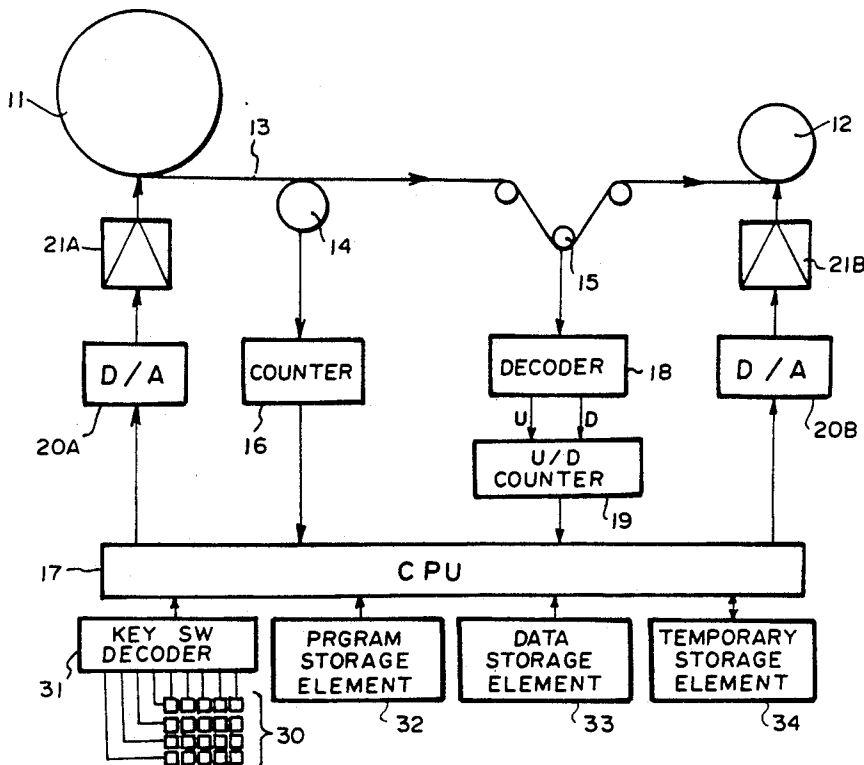 11
13
12
14
15
21A
21B
D/A
COUNTER
DECODER
18
D/A
20A
16
U
D
20B
U/D
COUNTER
19
17
CPU
KEY SW
DECODER
31
PRGRAM
STORAGE
ELEMENT
DATA
STORAGE
ELEMENT
TEMPORARY
STORAGE
ELEMENT
30
32
33
34